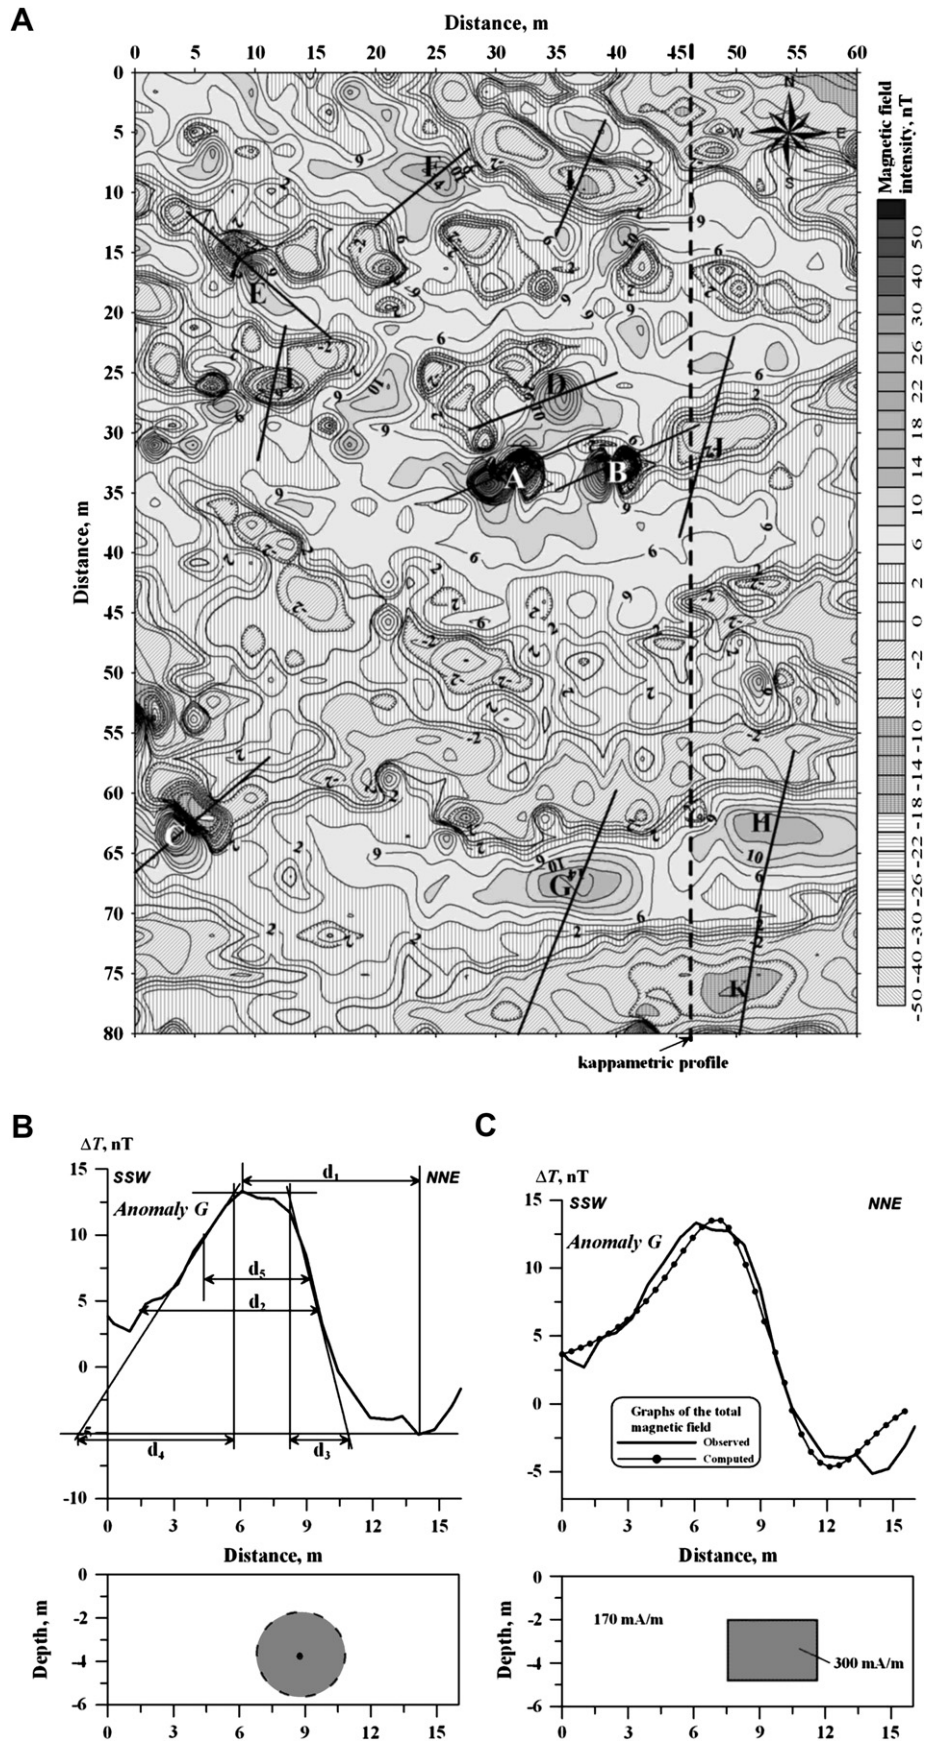 A
Distance, m
0 5 10 15 20 25 30 35 40 45 50 55 60
Magnetic field
intensity, nT
N
W E
S
0
5
10
15
20
25
30
35
40
45
50
55
60
65
70
75
80
Distance, m
F
E
D
A
B
H
G
K
50
40
30
26
22
18
14
10
6
2
0
-2
-6
-10
-14
-18
-22
-26
-30
-40
-50
kappametric profile
B
ΔT, nT
SSW
NNE
Anomaly G
d1
d5
d2
d4
d3
15
10
5
0
-5
-10
0 3 6 9 12 15
Distance, m
Depth, m
0
-2
-4
-6
0 3 6 9 12 15
C
ΔT, nT
SSW
NNE
Anomaly G
15
10
5
0
-5
Graphs of the total
magnetic field
Observed
Computed
0 3 6 9 12 15
Distance, m
Depth, m
0
-2
-4
-6
170 mA/m
300 mA/m
0 3 6 9 12 15